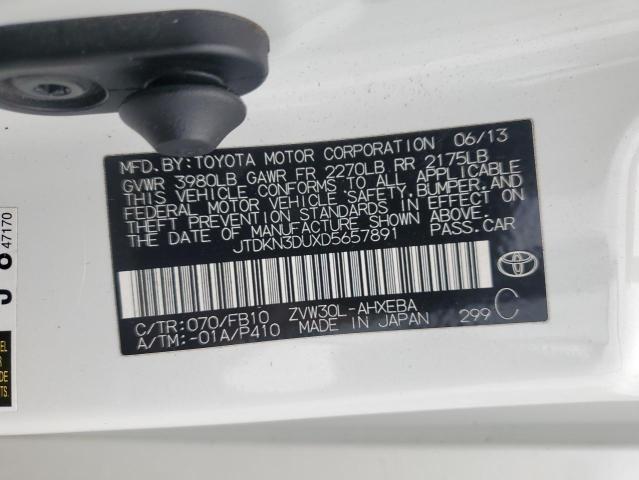 MFD.BY:TOYOTA MOTOR CORPORATION 06/13
GVWR 3980LB GAWR FR 2270LB RR 2175LB
THIS VEHICLE CONFORMS TO ALL APPLICABLE
FEDERAL MOTOR VEHICLE SAFETY, BUMPER, AND
THEFT PREVENTION STANDARDS IN EFFECT ON
THE DATE OF MANUFACTURE SHOWN ABOVE.
JTDKN3DUXD5657891 PASS.CAR
C/TR:070/FB10 ZVW30L-AHXEBA
A/TM:-01A/P410 MADE IN JAPAN 299 C
TOYOTA
47170